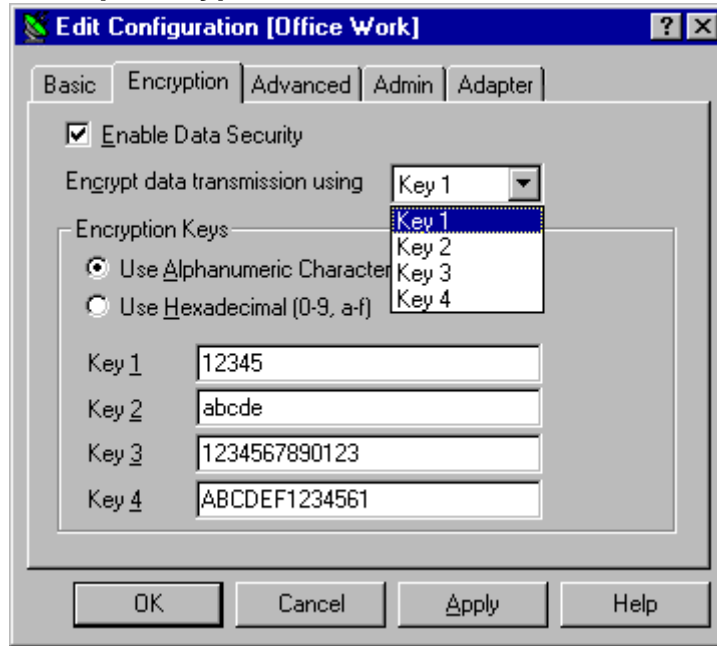 Edit Configuration [Office Work]
Basic Encryption Advanced Admin Adapter
Enable Data Security
Encrypt data transmission using Key 1
Key 1
Key 2
Key 3
Key 4
Encryption Keys
Use Alphanumeric Character
Use Hexadecimal (0-9, a-f)
Key 1 12345
Key 2 abcde
Key 3 1234567890123
Key 4 ABCDEF1234561
OK Cancel Apply Help